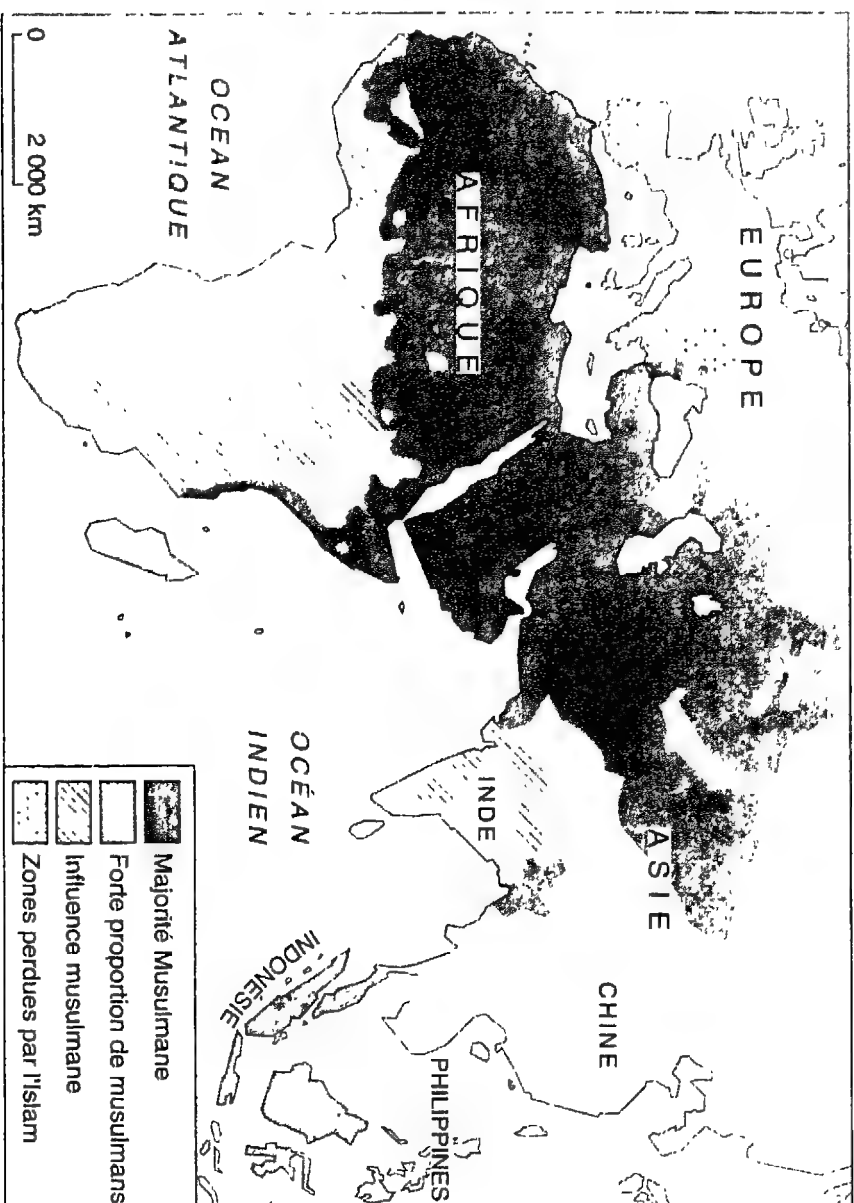 EUROPE
ASIE
CHINE
AFRIQUE
INDE
PHILIPPINES
OCEAN
ATLANTIQUE
OCÉAN
INDIEN
INDONÉSIE
0 2 000 km
Majorité Musulmane
Forte proportion de musulmans
Influence musulmane
Zones perdues par l'Islam